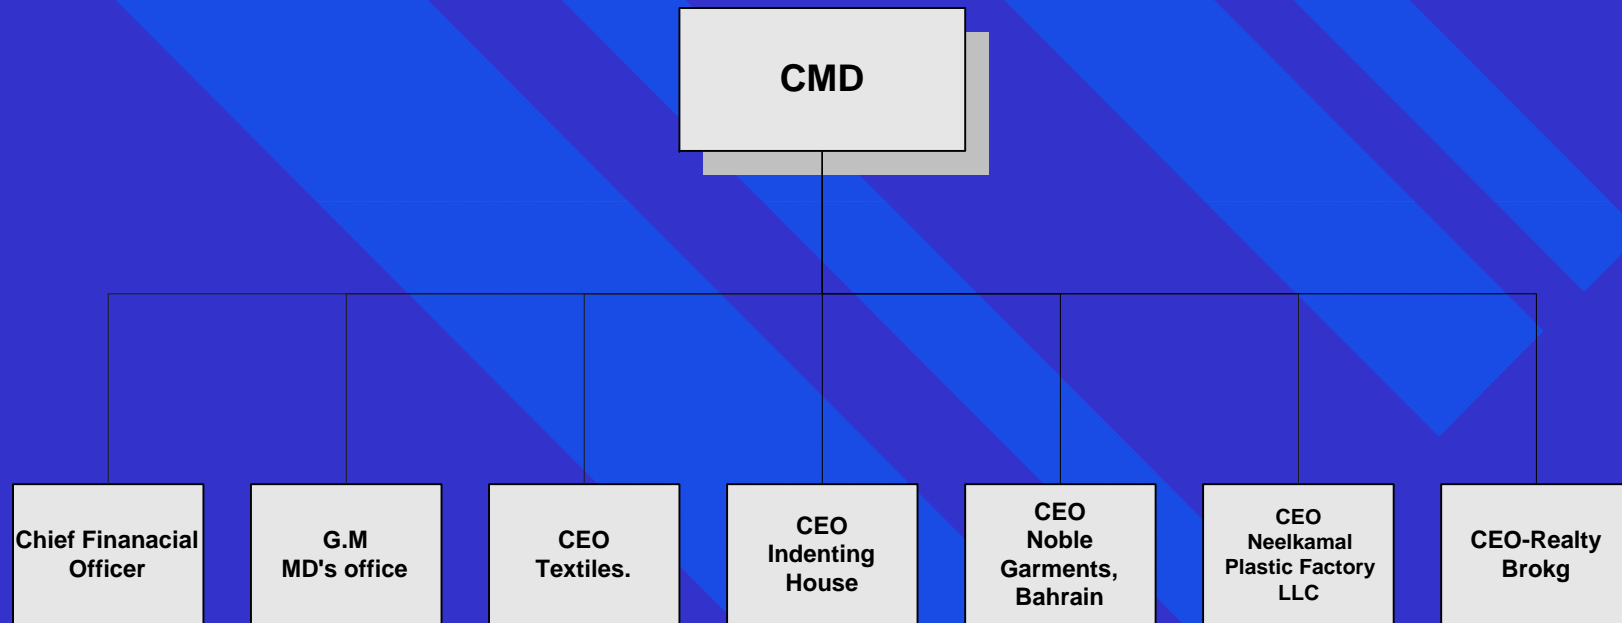 CMD
Chief Finanacial
Officer
G.M
MD's office
CEO
Textiles.
CEO
Indenting
House
CEO
Noble
Garments,
Bahrain
CEO
Neelkamal
Plastic Factory
LLC
CEO-Realty
Brokg